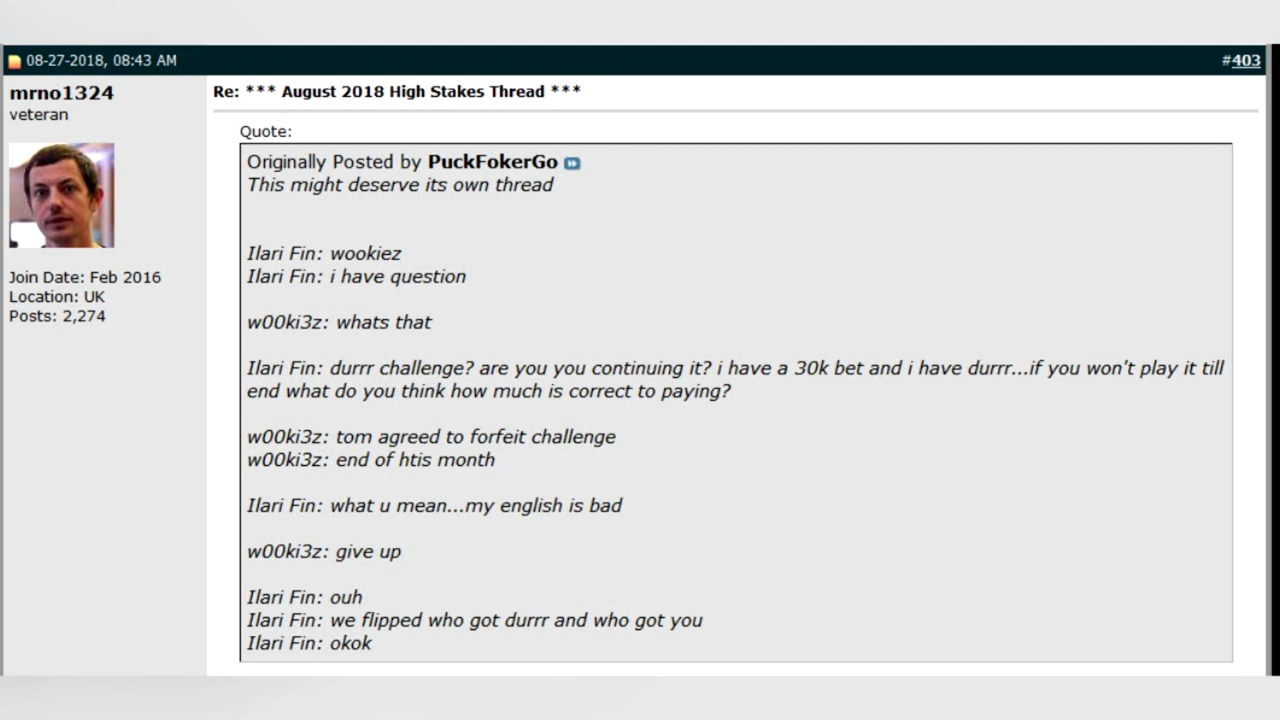 08-27-2018, 08:43 AM
#403
mrno1324
veteran
Join Date: Feb 2016
Location: UK
Posts: 2,274
Re: *** August 2018 High Stakes Thread ***
Quote:
Originally Posted by PuckFokerGo
This might deserve its own thread
Ilari Fin: wookiez
Ilari Fin: i have question
w00ki3z: whats that
Ilari Fin: durrr challenge? are you you continuing it? i have a 30k bet and i have durrr...if you won't play it till
end what do you think how much is correct to paying?
w00ki3z: tom agreed to forfeit challenge
w00ki3z: end of htis month
Ilari Fin: what u mean...my english is bad
w00ki3z: give up
Ilari Fin: ouh
Ilari Fin: we flipped who got durrr and who got you
Ilari Fin: okok